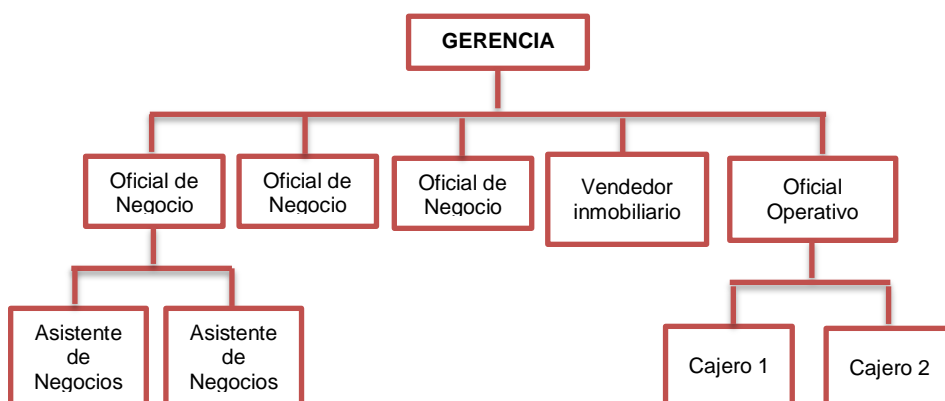 GERENCIA
Oficial de
Negocio
Oficial de
Negocio
Oficial de
Negocio
Vendedor
inmobiliario
Oficial
Operativo
Asistente
de
Negocios
Asistente
de
Negocios
Cajero 1
Cajero 2